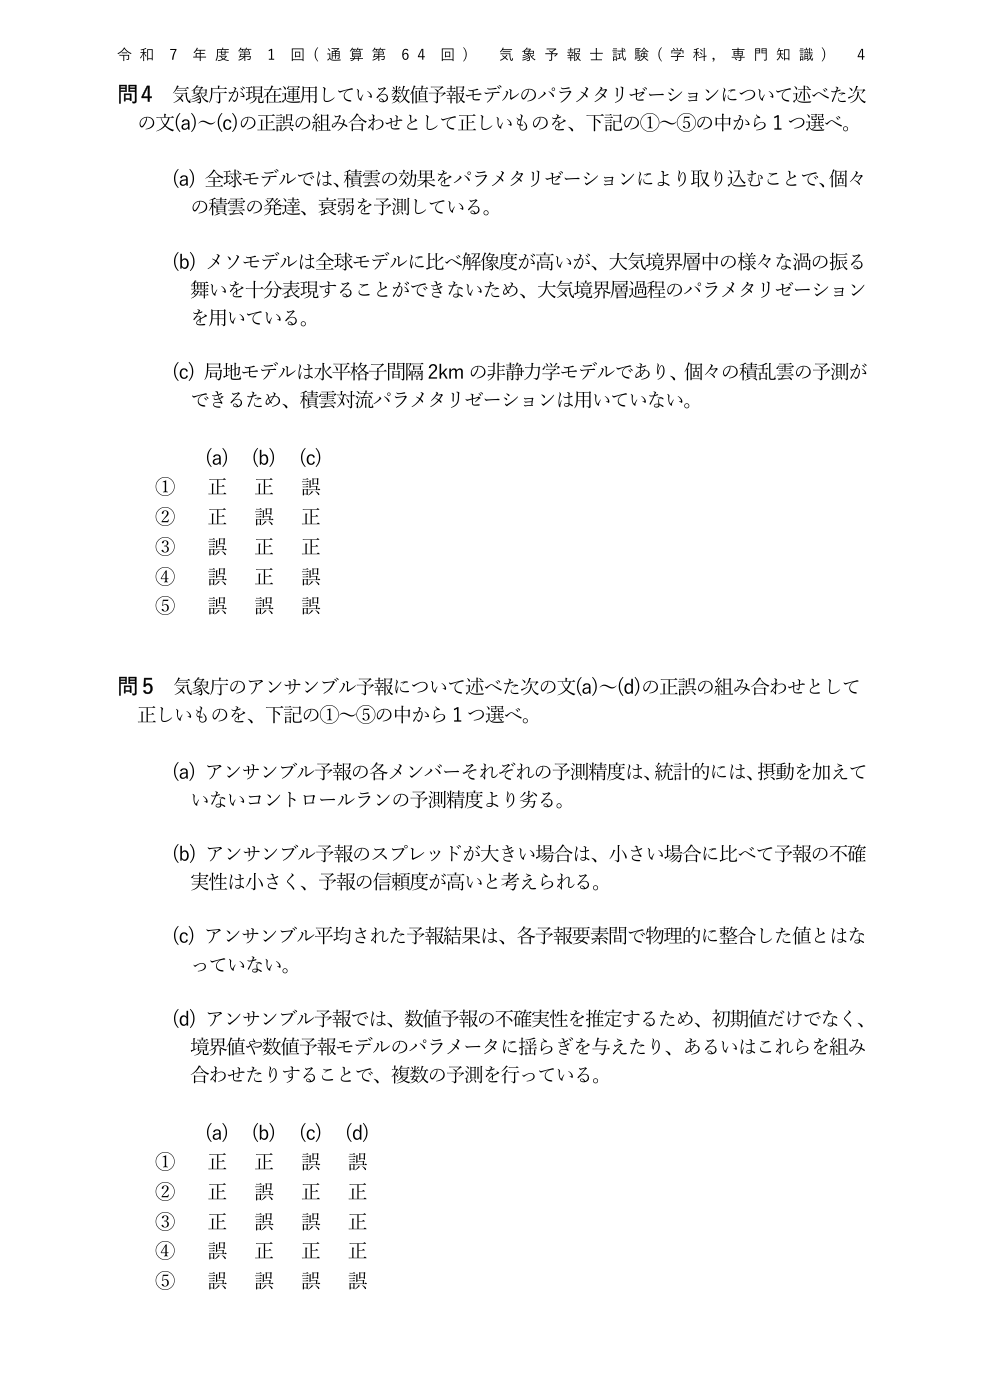 令和7年度第1回(通算第64回)　気象予報士試験(学科,専門知識)　4
問4　気象庁が現在運用している数値予報モデルのパラメタリゼーションについて述べた次
の文(a)～(c)の正誤の組み合わせとして正しいものを、下記の①～⑤の中から1つ選べ。
(a) 全球モデルでは、積雲の効果をパラメタリゼーションにより取り込むことで、個々
の積雲の発達、衰弱を予測している。
(b) メソモデルは全球モデルに比べ解像度が高いが、大気境界層中の様々な渦の振る
舞いを十分表現することができないため、大気境界層過程のパラメタリゼーション
を用いている。
(c) 局地モデルは水平格子間隔2kmの非静力学モデルであり、個々の積乱雲の予測が
できるため、積雲対流パラメタリゼーションは用いていない。
(a) (b) (c)
① 正 正 誤
② 正 誤 正
③ 誤 正 正
④ 誤 正 誤
⑤ 誤 誤 誤
問5　気象庁のアンサンブル予報について述べた次の文(a)～(d)の正誤の組み合わせとして
正しいものを、下記の①～⑤の中から1つ選べ。
(a) アンサンブル予報の各メンバーそれぞれの予測精度は、統計的には、摂動を加えて
いないコントロールランの予測精度より劣る。
(b) アンサンブル予報のスプレッドが大きい場合は、小さい場合に比べて予報の不確
実性は小さく、予報の信頼度が高いと考えられる。
(c) アンサンブル平均された予報結果は、各予報要素間で物理的に整合した値とはな
っていない。
(d) アンサンブル予報では、数値予報の不確実性を推定するため、初期値だけでなく、
境界値や数値予報モデルのパラメータに揺らぎを与えたり、あるいはこれらを組み
合わせたりすることで、複数の予測を行っている。
(a) (b) (c) (d)
① 正 正 誤 誤
② 正 誤 正 正
③ 正 誤 誤 正
④ 誤 正 正 正
⑤ 誤 誤 誤 誤